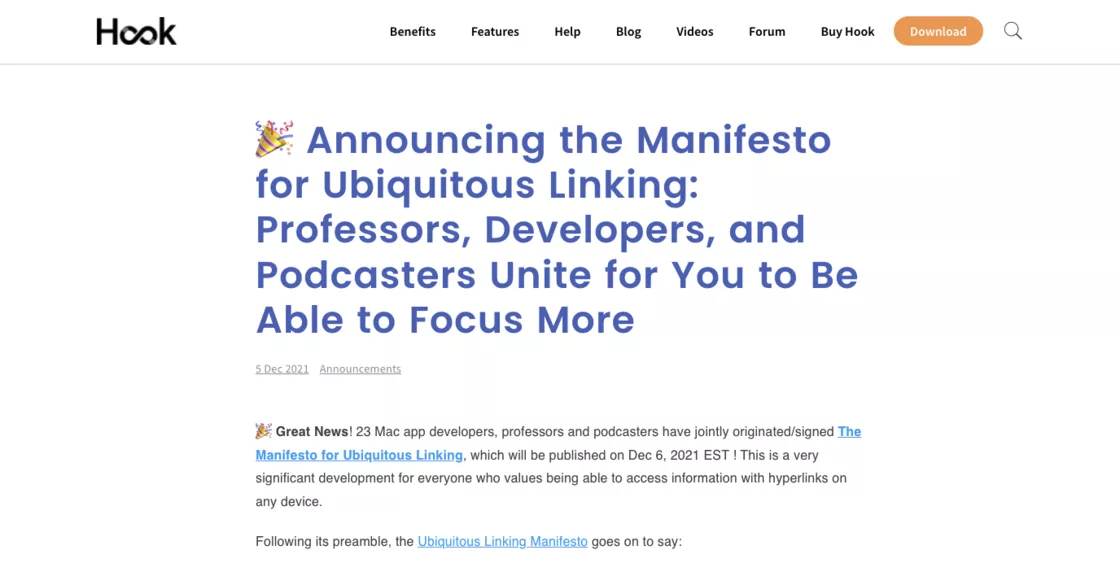 Hook
Benefits Features Help Blog Videos Forum Buy Hook Download
🎉 Announcing the Manifesto
for Ubiquitous Linking:
Professors, Developers, and
Podcasters Unite for You to Be
Able to Focus More
5 Dec 2021 Announcements
🎉 Great News! 23 Mac app developers, professors and podcasters have jointly originated/signed The
Manifesto for Ubiquitous Linking, which will be published on Dec 6, 2021 EST ! This is a very
significant development for everyone who values being able to access information with hyperlinks on
any device.
Following its preamble, the Ubiquitous Linking Manifesto goes on to say: